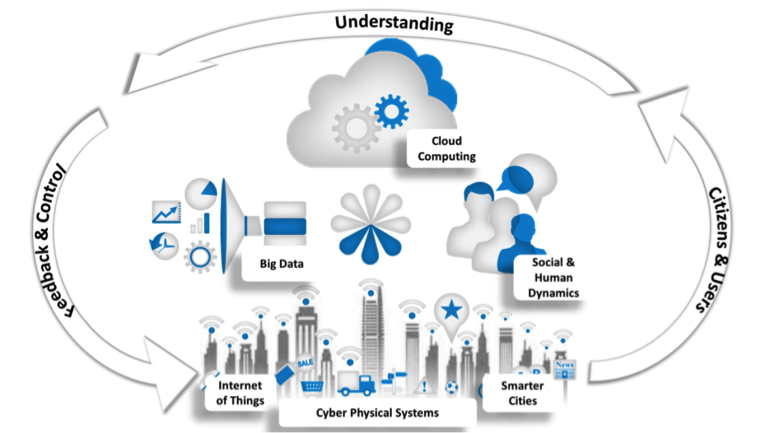 Understanding
Cloud
Computing
Feedback & Control
Citizens & Users
Big Data
Social &
Human
Dynamics
SALE
News
Internet
of Things
Cyber Physical Systems
Smarter
Cities